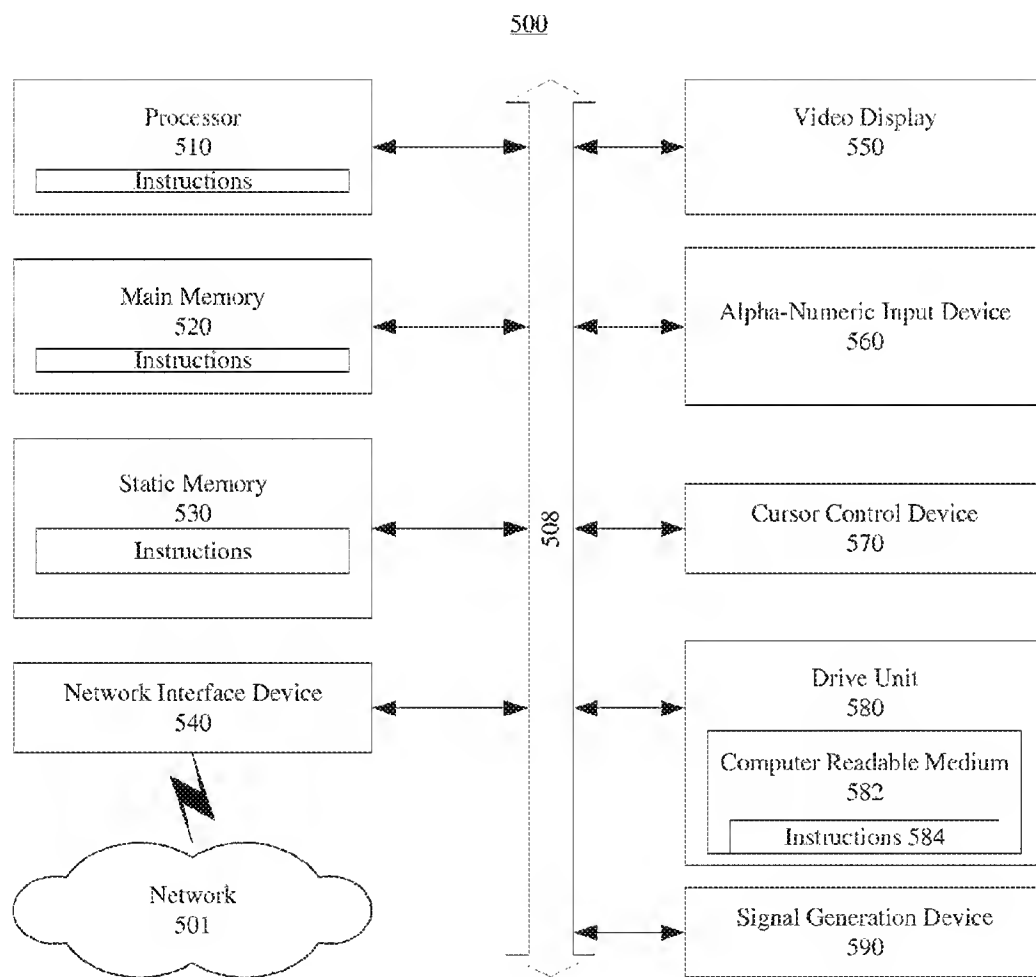 500
Processor
510
Instructions
Main Memory
520
Instructions
Static Memory
530
Instructions
Network Interface Device
540
Network
501
508
Video Display
550
Alpha-Numeric Input Device
560
Cursor Control Device
570
Drive Unit
580
Computer Readable Medium
582
Instructions 584
Signal Generation Device
590